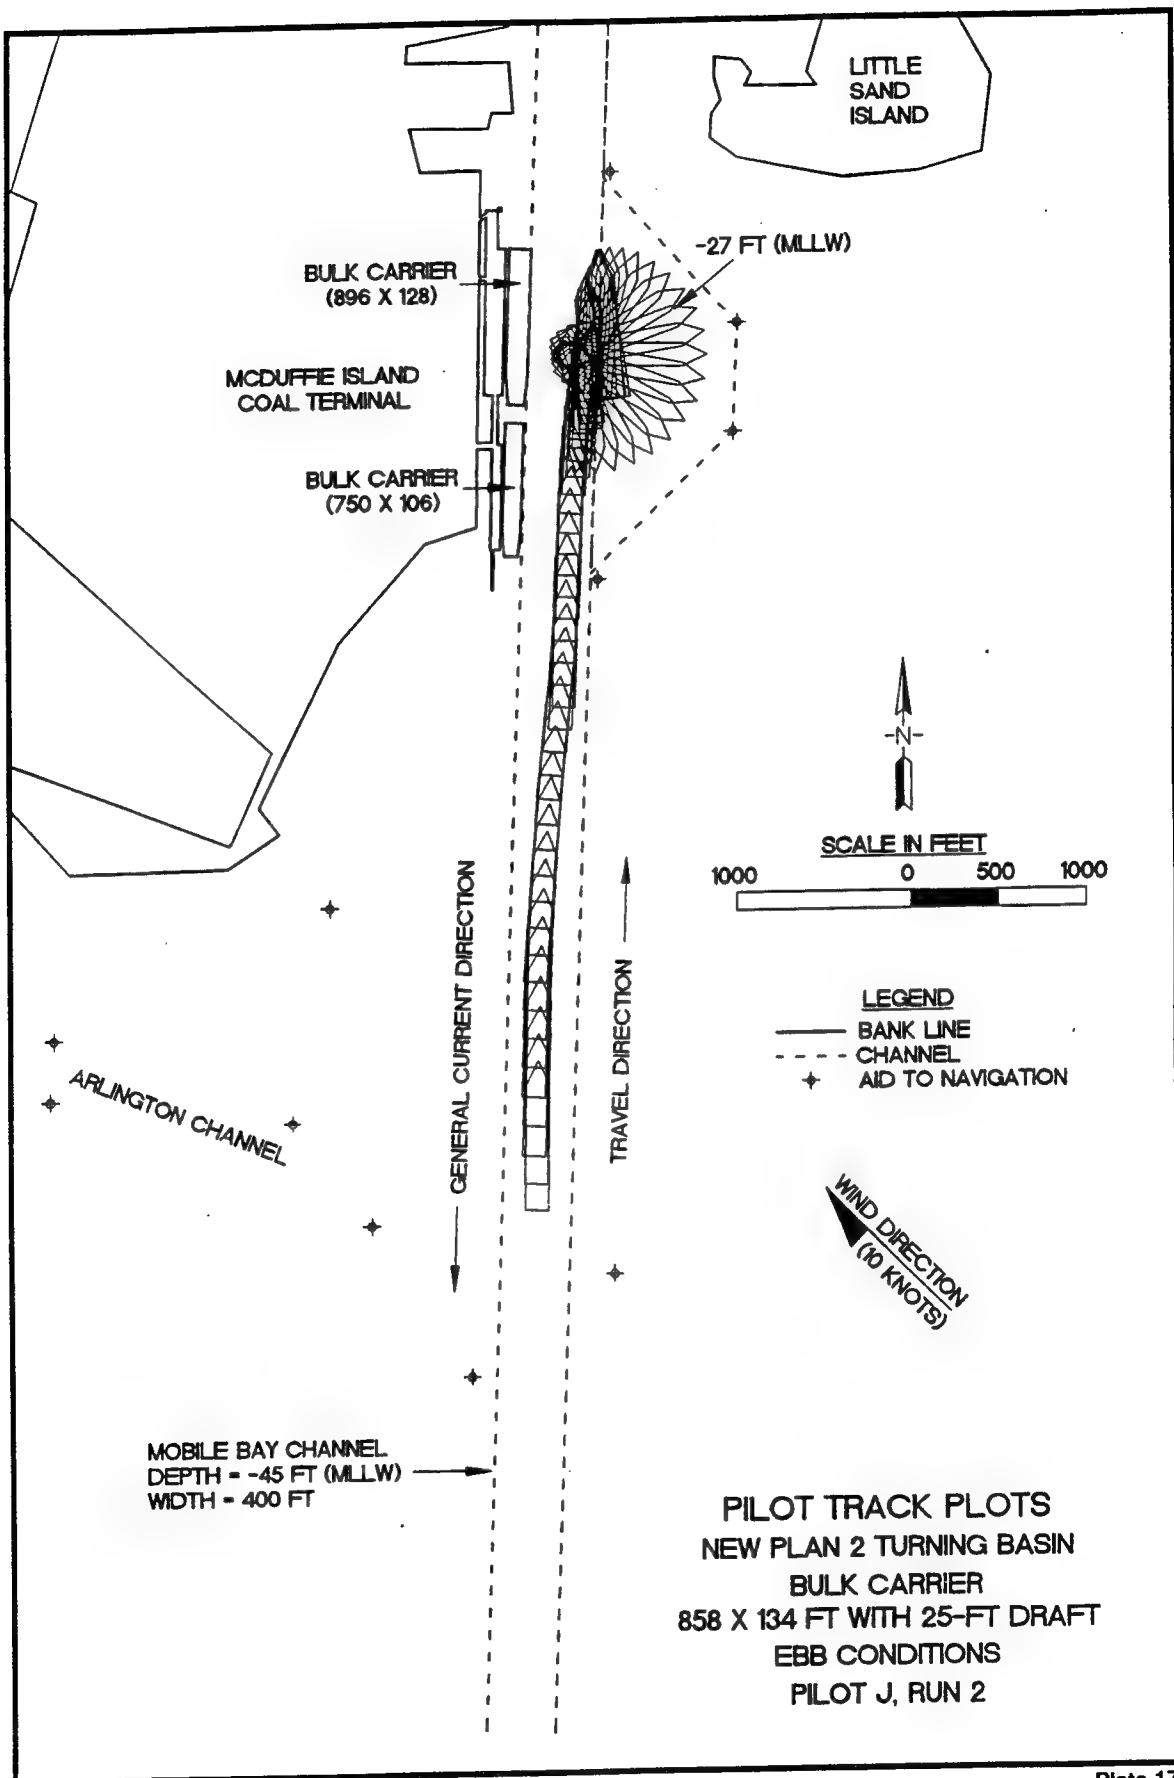 LITTLE
SAND
ISLAND
-27 FT (MLLW)
BULK CARRIER
(896 X 128)
MCDUFFIE ISLAND
COAL TERMINAL
BULK CARRIER
(750 X 106)
-N-
SCALE IN FEET
1000 0 500 1000
GENERAL CURRENT DIRECTION
TRAVEL DIRECTION
LEGEND
BANK LINE
CHANNEL
AID TO NAVIGATION
ARLINGTON CHANNEL
WIND DIRECTION
(10 KNOTS)
MOBILE BAY CHANNEL
DEPTH = -45 FT (MLLW)
WIDTH = 400 FT
PILOT TRACK PLOTS
NEW PLAN 2 TURNING BASIN
BULK CARRIER
858 X 134 FT WITH 25-FT DRAFT
EBB CONDITIONS
PILOT J, RUN 2